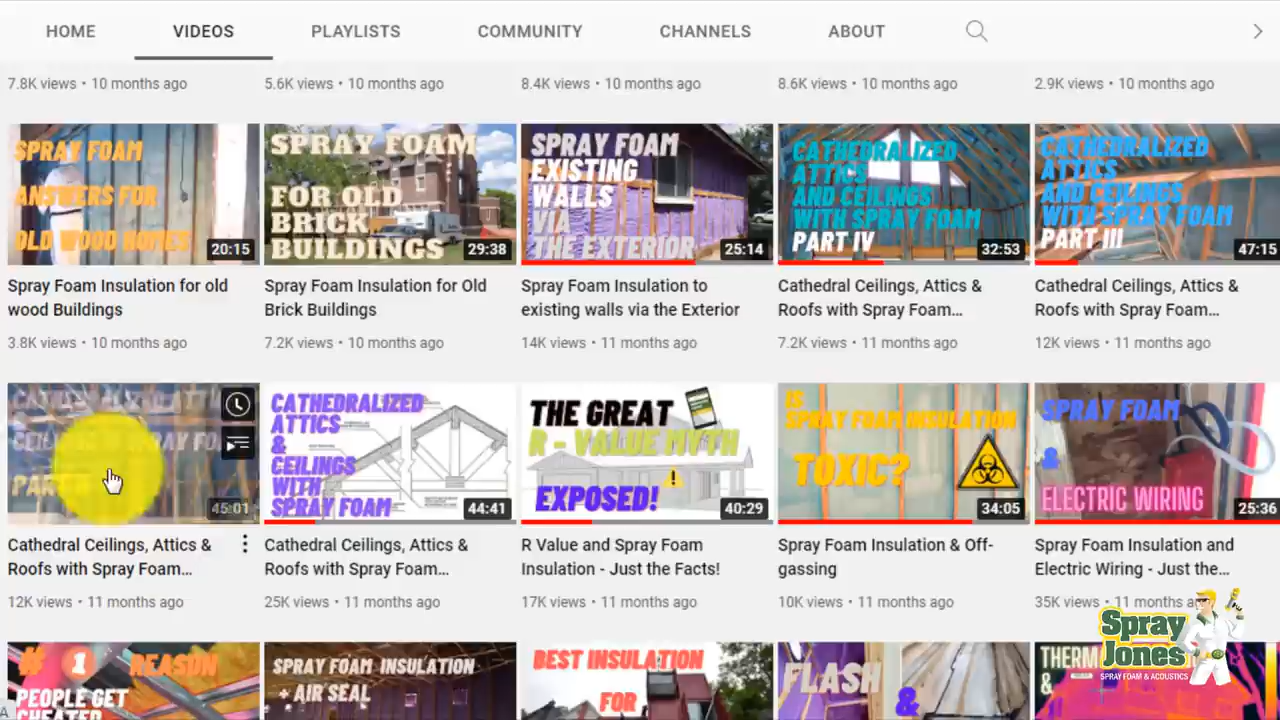 HOME VIDEOS PLAYLISTS COMMUNITY CHANNELS ABOUT
7.8K views • 10 months ago
5.6K views • 10 months ago
8.4K views • 10 months ago
8.6K views • 10 months ago
2.9K views • 10 months ago
SPRAY FOAM
ANSWERS FOR
OLD WOOD HOMES
20:15
SPRAY FOAM
FOR OLD
BRICK
BUILDINGS
29:38
SPRAY FOAM
EXISTING
WALLS
VIA
THE EXTERIOR
25:14
CATHEDRALIZED
ATTICS
AND CEILINGS
WITH SPRAY FOAM
PART IV
32:53
CATHEDRALIZED
ATTICS
AND CEILINGS
WITH SPRAY FOAM
PART III
47:15
Spray Foam Insulation for old
wood Buildings
3.8K views • 10 months ago
Spray Foam Insulation for Old
Brick Buildings
7.2K views • 10 months ago
Spray Foam Insulation to
existing walls via the Exterior
14K views • 11 months ago
Cathedral Ceilings, Attics &
Roofs with Spray Foam...
7.2K views • 11 months ago
Cathedral Ceilings, Attics &
Roofs with Spray Foam...
12K views • 11 months ago
45:01
CATHEDRALIZED
ATTICS
&
CEILINGS
WITH
SPRAY FOAM
44:41
THE GREAT
R - VALUE MYTH
EXPOSED!
40:29
IS
SPRAY FOAM INSULATION
TOXIC?
34:05
SPRAY FOAM
&
ELECTRIC WIRING
25:36
Cathedral Ceilings, Attics &
Roofs with Spray Foam...
12K views • 11 months ago
Cathedral Ceilings, Attics &
Roofs with Spray Foam...
25K views • 11 months ago
R Value and Spray Foam
Insulation - Just the Facts!
17K views • 11 months ago
Spray Foam Insulation & Off-
gassing
10K views • 11 months ago
Spray Foam Insulation and
Electric Wiring - Just the...
35K views • 11 months ago
# 1 REASON
PEOPLE GET
CHEATED
SPRAY FOAM INSULATION
+ AIR SEAL
BEST INSULATION
FOR
FLASH
&
THERM
&
Spray
Jones
SPRAY FOAM & ACOUSTICS